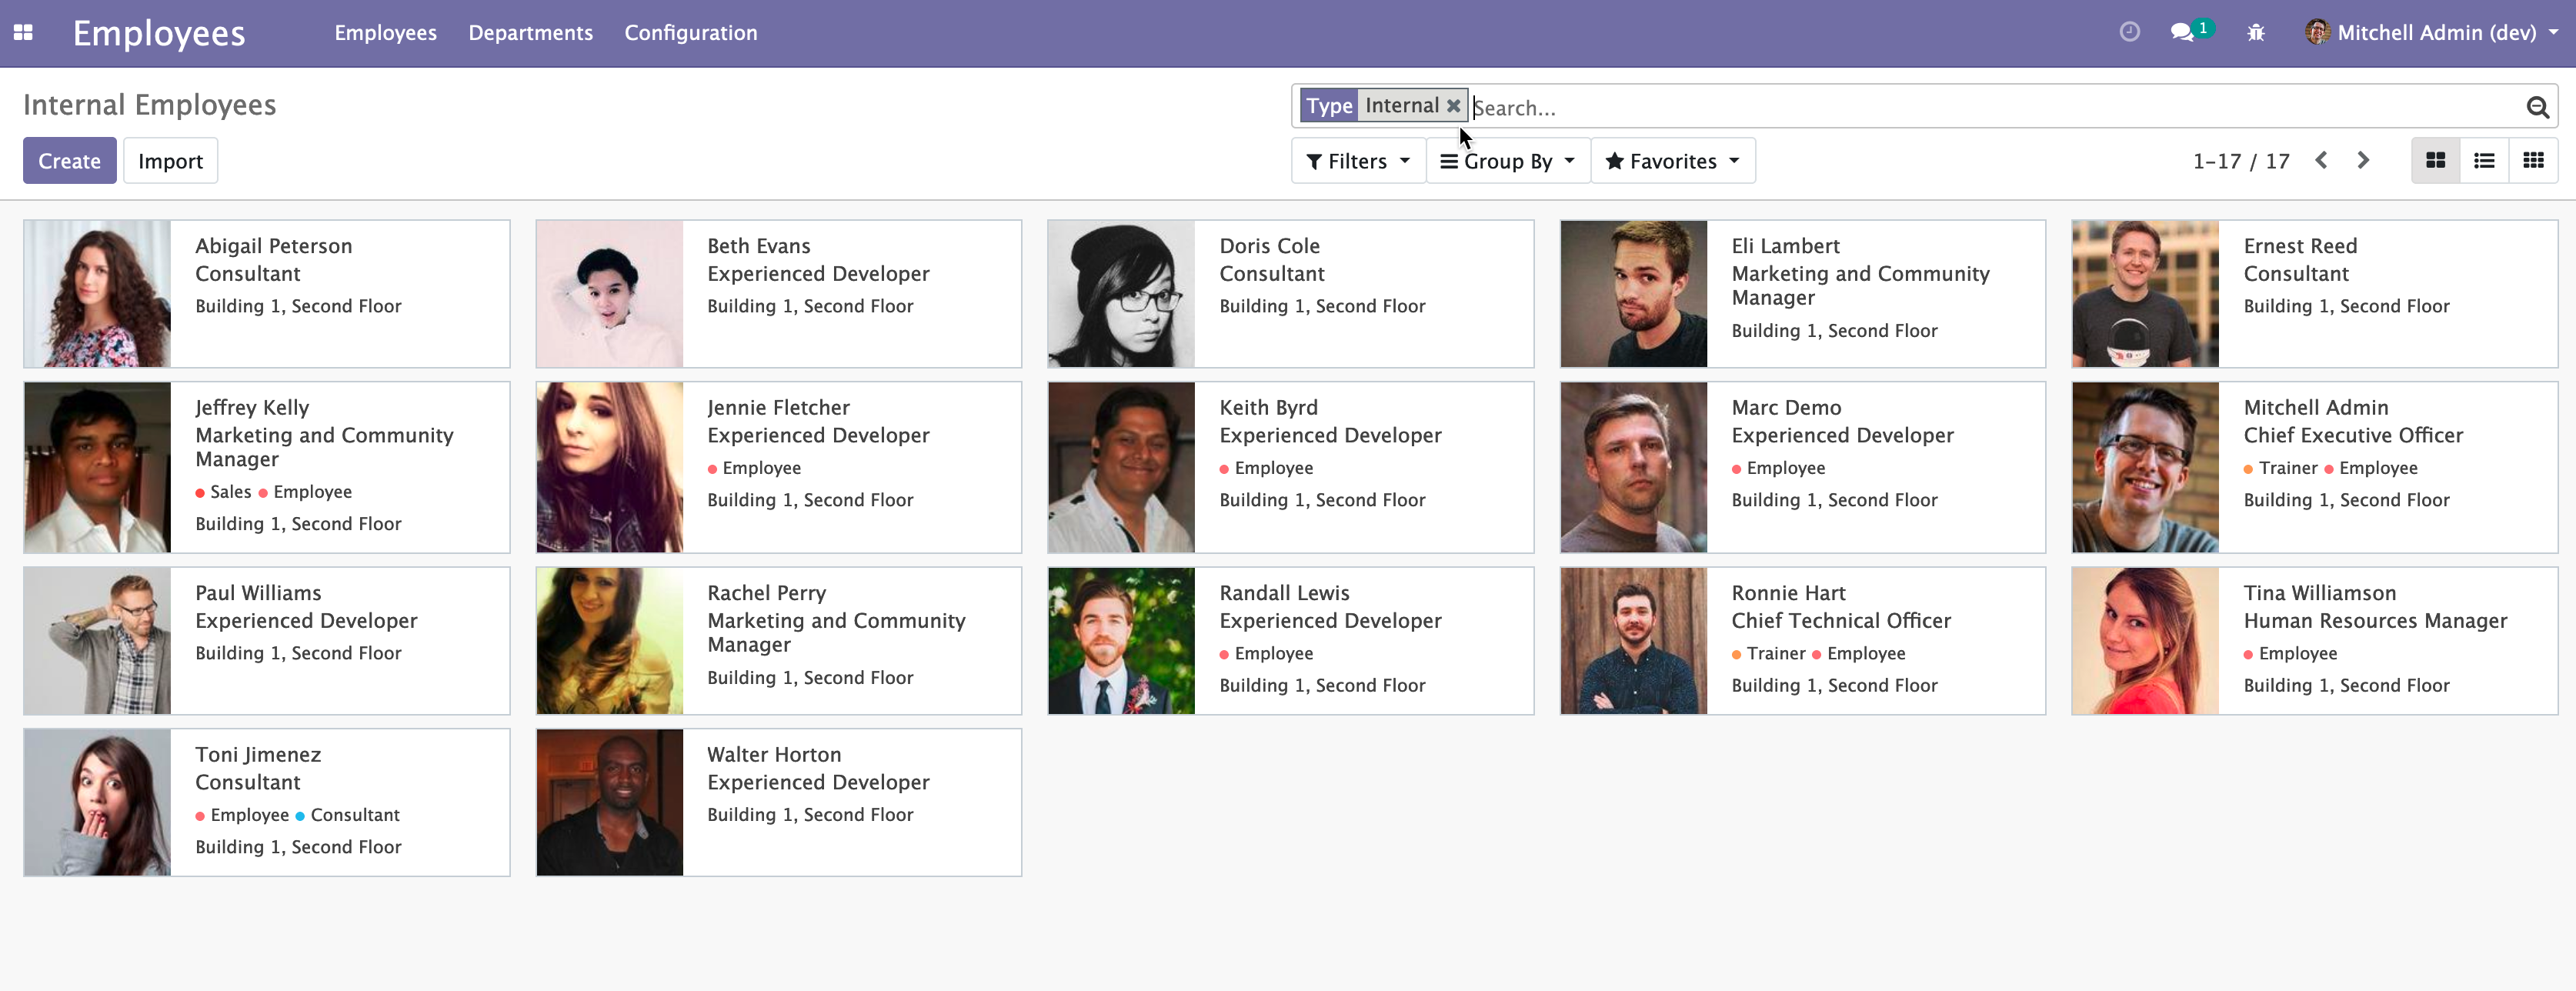 Employees
Employees Departments Configuration
1
Mitchell Admin (dev)
Internal Employees
Type Internal Search...
Create Import
Filters Group By Favorites
1-17 / 17
Abigail Peterson
Consultant
Building 1, Second Floor
Beth Evans
Experienced Developer
Building 1, Second Floor
Doris Cole
Consultant
Building 1, Second Floor
Eli Lambert
Marketing and Community
Manager
Building 1, Second Floor
Ernest Reed
Consultant
Building 1, Second Floor
Jeffrey Kelly
Marketing and Community
Manager
Sales Employee
Building 1, Second Floor
Jennie Fletcher
Experienced Developer
Employee
Building 1, Second Floor
Keith Byrd
Experienced Developer
Employee
Building 1, Second Floor
Marc Demo
Experienced Developer
Employee
Building 1, Second Floor
Mitchell Admin
Chief Executive Officer
Trainer Employee
Building 1, Second Floor
Paul Williams
Experienced Developer
Building 1, Second Floor
Rachel Perry
Marketing and Community
Manager
Building 1, Second Floor
Randall Lewis
Experienced Developer
Employee
Building 1, Second Floor
Ronnie Hart
Chief Technical Officer
Trainer Employee
Building 1, Second Floor
Tina Williamson
Human Resources Manager
Employee
Building 1, Second Floor
Toni Jimenez
Consultant
Employee Consultant
Building 1, Second Floor
Walter Horton
Experienced Developer
Building 1, Second Floor